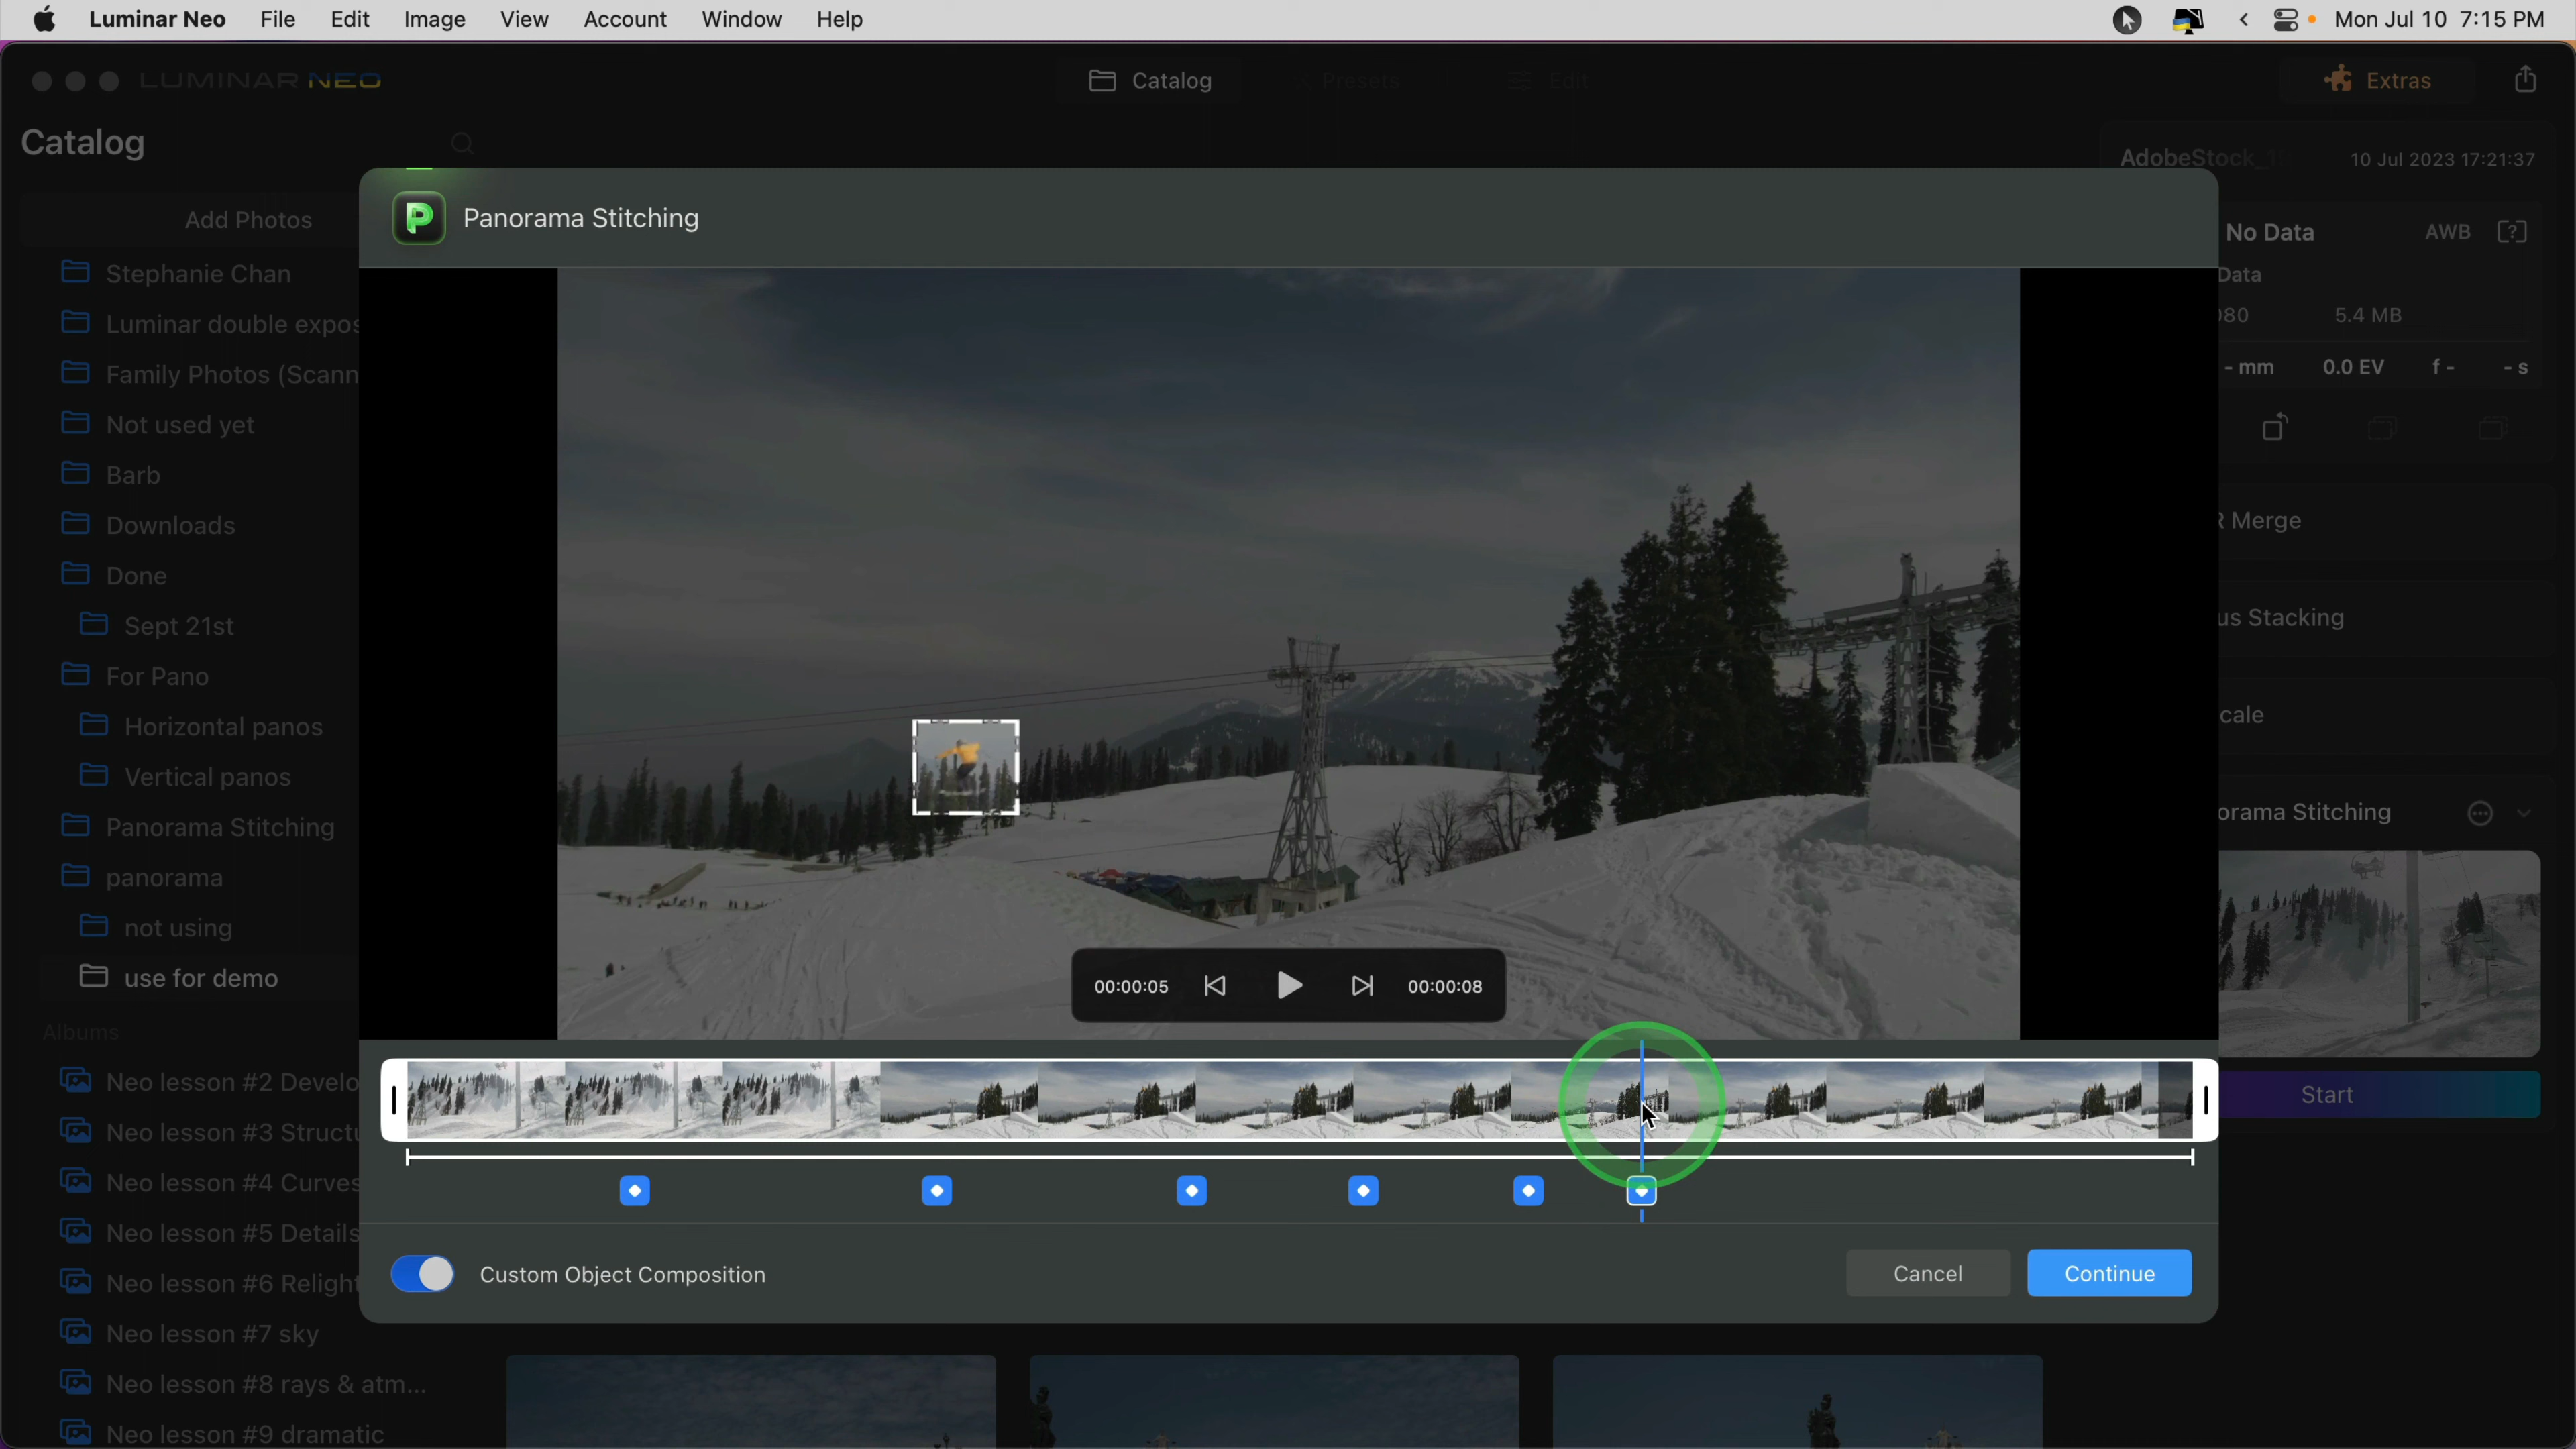 Luminar Neo File Edit Image View Account Window Help Mon Jul 10 7:15 PM
LUMINAR NEO Catalog Presets Edit Extras
Catalog
10 Jul 2023 17:21:37
Add Photos
Panorama Stitching
No Data AWB
Stephanie Chan
Data
Luminar double expos
080 5.4 MB
Family Photos (Scann
- mm 0.0 EV f - - s
Not used yet
Barb
Downloads
R Merge
Done
Sept 21st
us Stacking
For Pano
Horizontal panos
cale
Vertical panos
Panorama Stitching
orama Stitching
panorama
not using
use for demo
00:00:05 00:00:08
Albums
Neo lesson #2 Develo
Start
Neo lesson #3 Structu
Neo lesson #4 Curves
Neo lesson #5 Details
Custom Object Composition Cancel Continue
Neo lesson #6 Relight
Neo lesson #7 sky
Neo lesson #8 rays & atm...
Neo lesson #9 dramatic